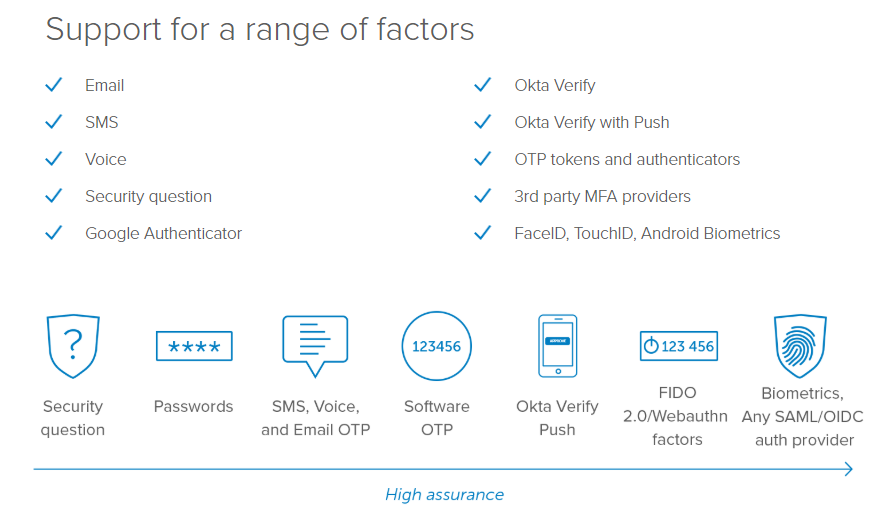 Support for a range of factors
Email
SMS
Voice
Security question
Google Authenticator
Okta Verify
Okta Verify with Push
OTP tokens and authenticators
3rd party MFA providers
FaceID, TouchID, Android Biometrics
?
****
123456
123 456
Security
question
Passwords
SMS, Voice,
and Email OTP
Software
OTP
Okta Verify
Push
FIDO
2.0/Webauthn
factors
Biometrics,
Any SAML/OIDC
auth provider
High assurance